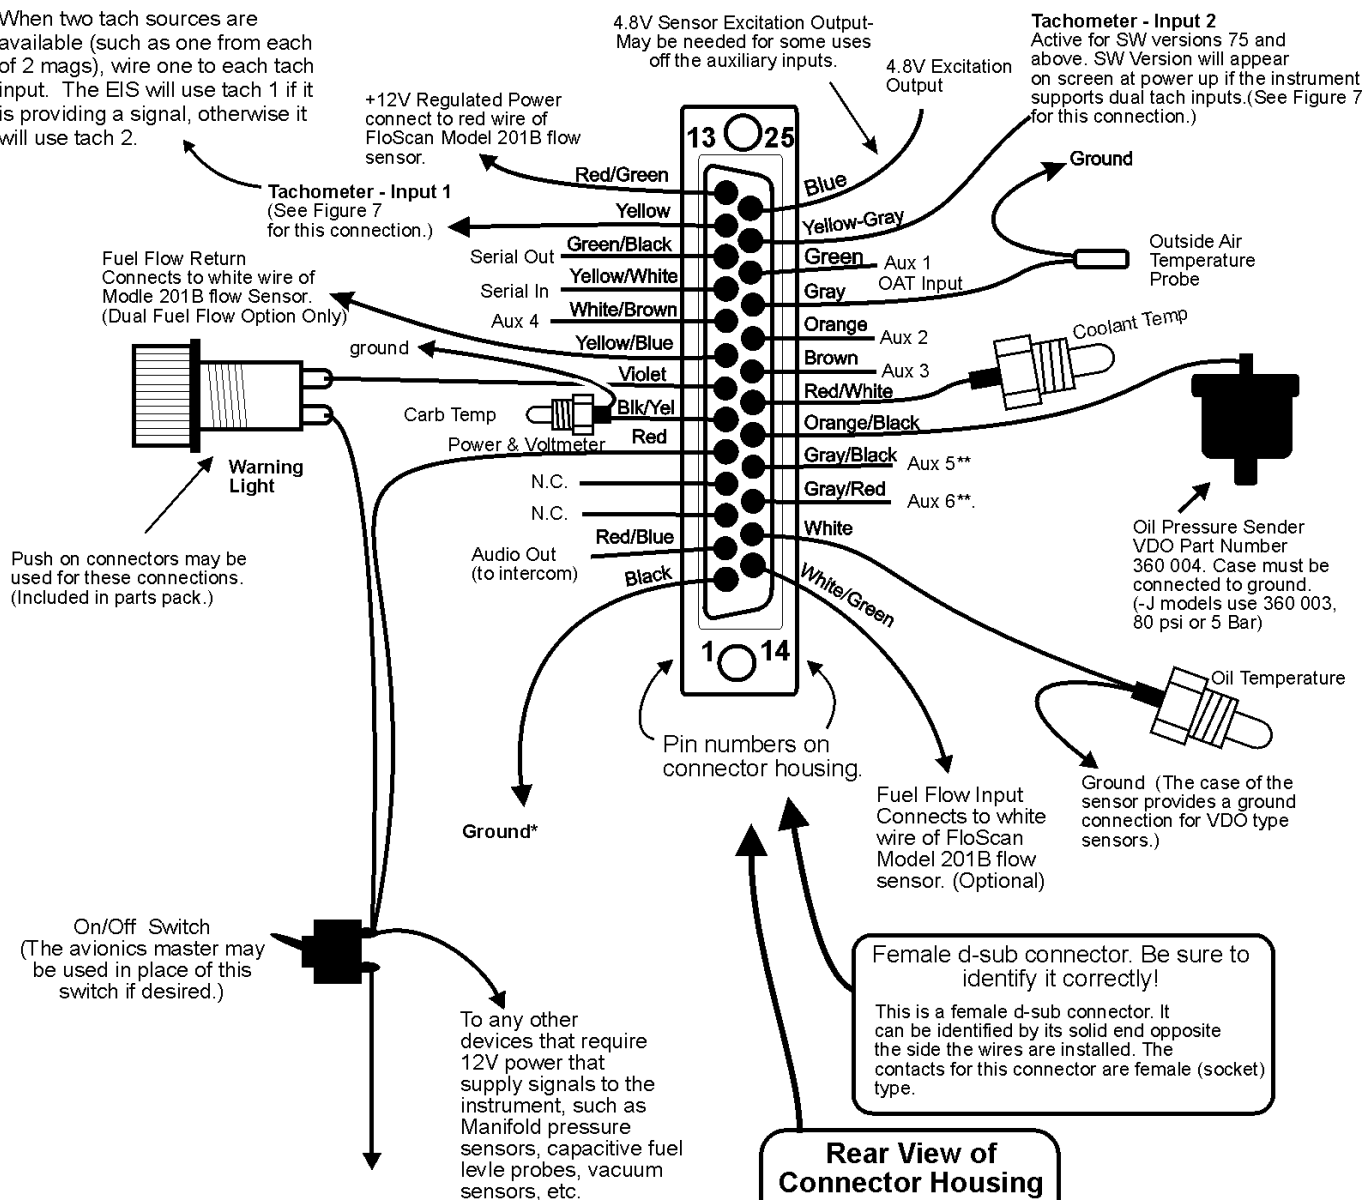 When two tach sources are
available (such as one from each
of 2 mags), wire one to each tach
input. The EIS will use tach 1 if it
is providing a signal, otherwise it
will use tach 2.
4.8V Sensor Excitation Output-
May be needed for some uses
off the auxiliary inputs.
4.8V Excitation
Output
Tachometer - Input 2
Active for SW versions 75 and
above. SW Version will appear
on screen at power up if the instrument
supports dual tach inputs.(See Figure 7
for this connection.)
+12V Regulated Power
connect to red wire of
FloScan Model 201B flow
sensor.
Tachometer - Input 1
(See Figure 7
for this connection.)
Fuel Flow Return
Connects to white wire of
Modle 201B flow Sensor.
(Dual Fuel Flow Option Only)
13
25
Red/Green
Yellow
Serial Out
Green/Black
Serial In
Yellow/White
Aux 4
White/Brown
Yellow/Blue
ground
Violet
Carb Temp
Blk/Yel
Power & Voltmeter
Red
N.C.
N.C.
Audio Out
(to intercom)
Red/Blue
Black
Blue
Yellow-Gray
Green
Aux 1
Gray
OAT Input
Orange
Aux 2
Brown
Aux 3
Red/White
Coolant Temp
Orange/Black
Gray/Black
Aux 5**
Gray/Red
Aux 6**.
White
White/Green
1
14
Ground
Outside Air
Temperature
Probe
Warning
Light
Push on connectors may be
used for these connections.
(Included in parts pack.)
Oil Pressure Sender
VDO Part Number
360 004. Case must be
connected to ground.
(-J models use 360 003,
80 psi or 5 Bar)
Oil Temperature
Ground (The case of the
sensor provides a ground
connection for VDO type
sensors.)
Pin numbers on
connector housing.
Fuel Flow Input
Connects to white
wire of FloScan
Model 201B flow
sensor. (Optional)
Ground*
On/Off Switch
(The avionics master may
be used in place of this
switch if desired.)
To any other
devices that require
12V power that
supply signals to the
instrument, such as
Manifold pressure
sensors, capacitive fuel
levle probes, vacuum
sensors, etc.
Female d-sub connector. Be sure to
identify it correctly!
This is a female d-sub connector. It
can be identified by its solid end opposite
the side the wires are installed. The
contacts for this connector are female (socket)
type.
Rear View of
Connector Housing